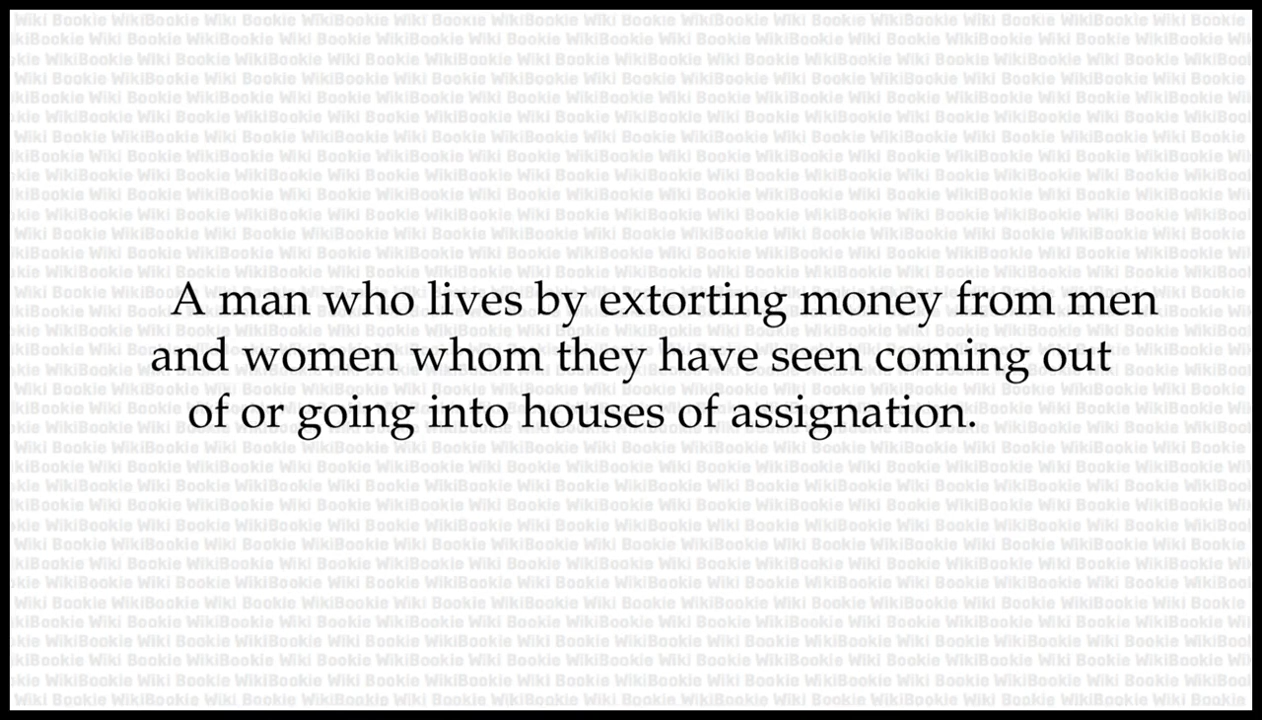 A man who lives by extorting money from men
and women whom they have seen coming out
of or going into houses of assignation.